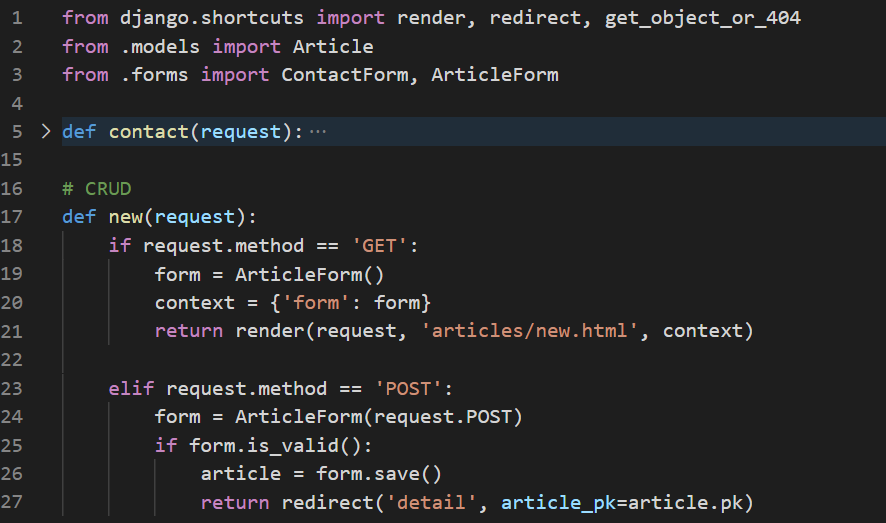 1 from django.shortcuts import render, redirect, get_object_or_404
2 from .models import Article
3 from .forms import ContactForm, ArticleForm
4
5 > def contact(request): ···
15
16 # CRUD
17 def new(request):
18     if request.method == 'GET':
19         form = ArticleForm()
20         context = {'form': form}
21         return render(request, 'articles/new.html', context)
22
23     elif request.method == 'POST':
24         form = ArticleForm(request.POST)
25         if form.is_valid():
26             article = form.save()
27             return redirect('detail', article_pk=article.pk)